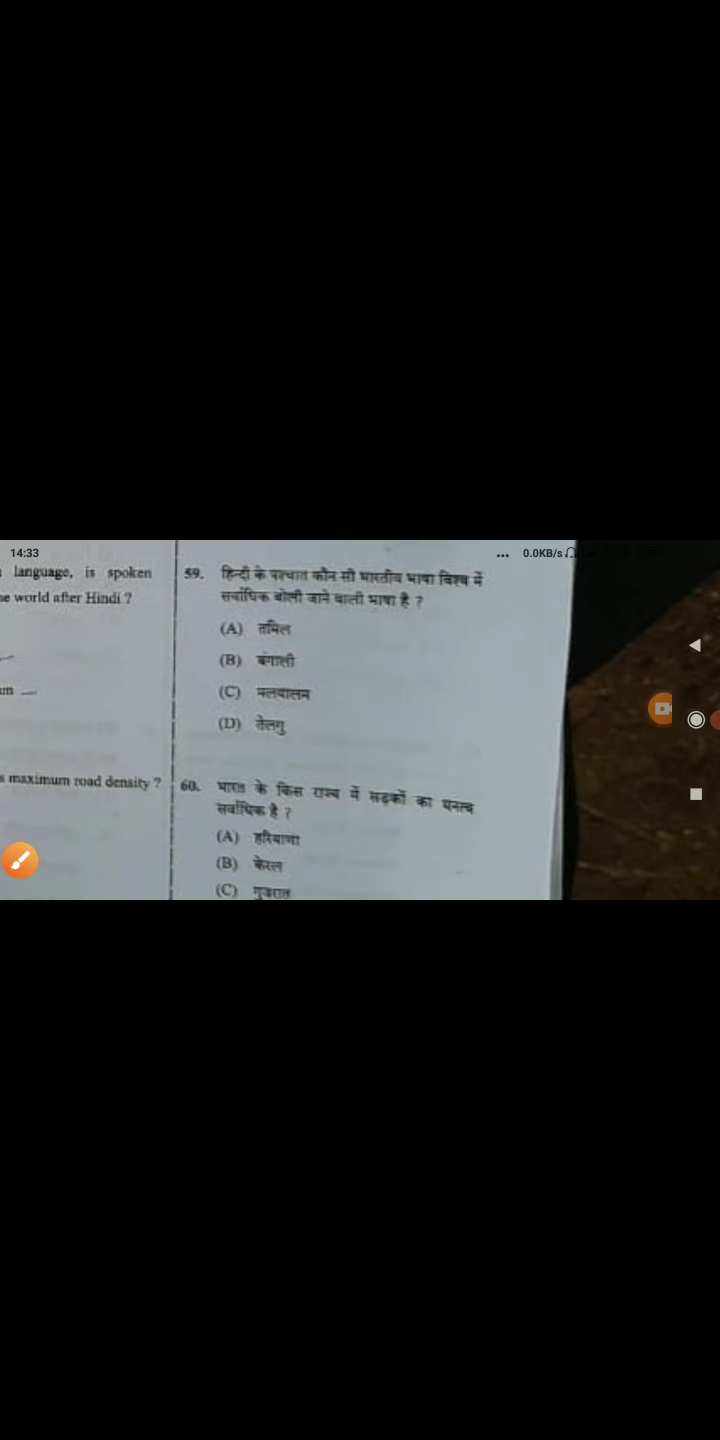 14:33
... 0.0KB/s
language, is spoken
world after Hindi ?
maximum road density ?
59. हिन्दी के पश्चात कौन सी भारतीय भाषा विश्व में
सर्वाधिक बोली जाने वाली भाषा है ?
(A) तमिल
(B) बंगाली
(C) मलयालम
(D) तेलगु
60. भारत के किस राज्य में सड़कों का घनत्व
सर्वाधिक है ?
(A) हरियाणा
(B) केरल
(C) गुजरात